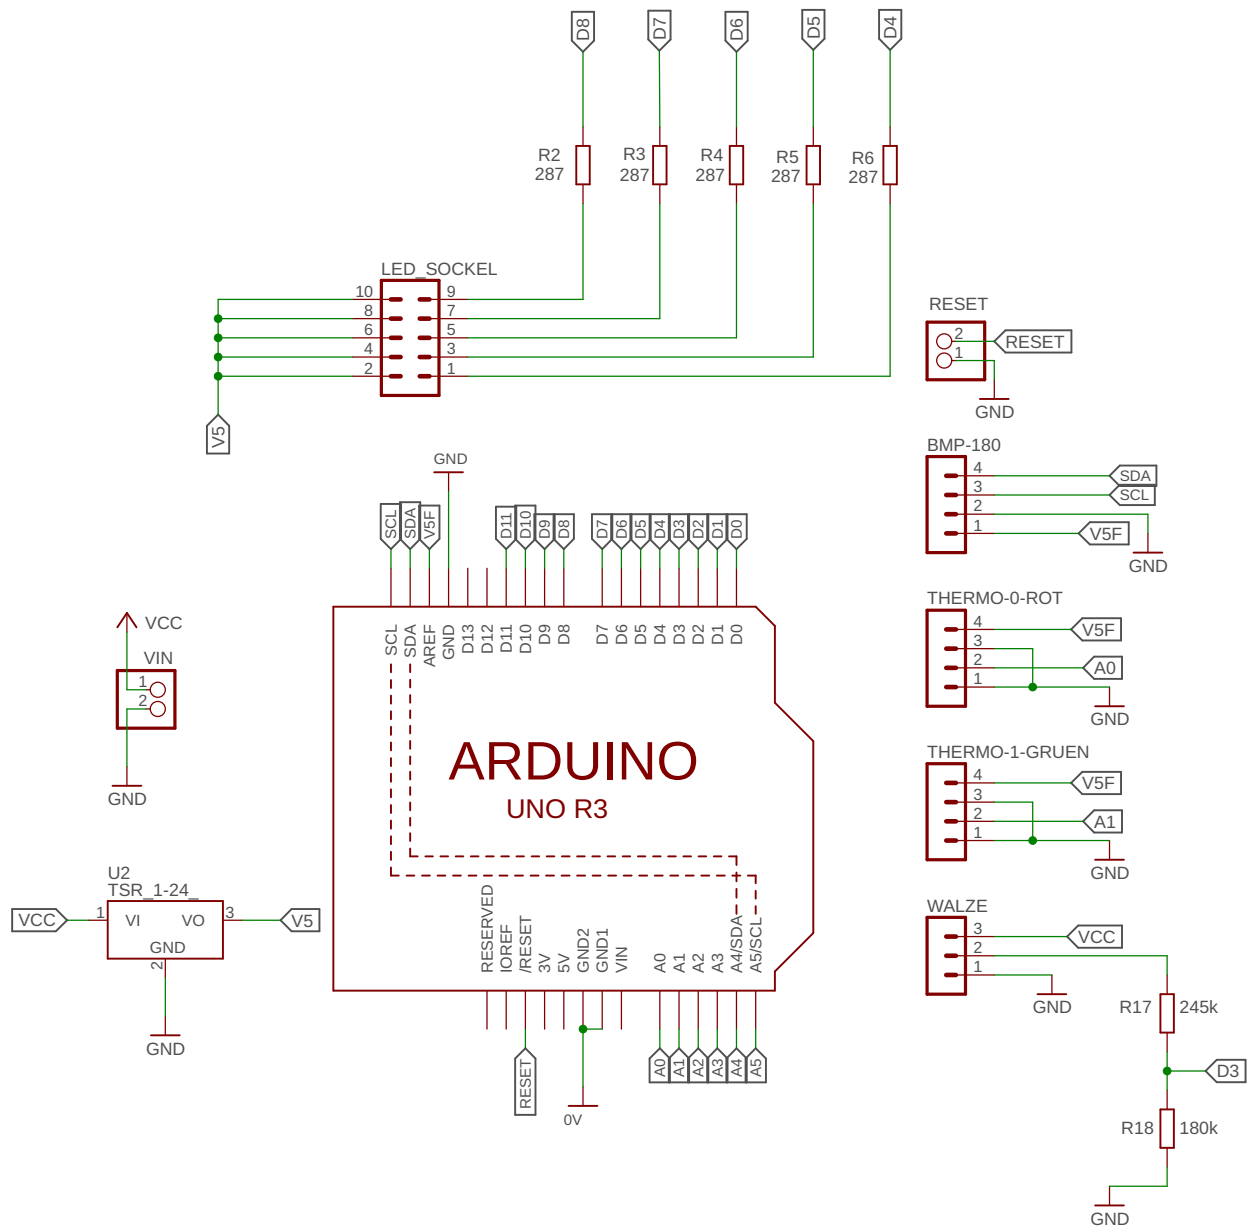 D8
D7
D6
D5
D4
R2
287
R3
287
R4
287
R5
287
R6
287
LED_SOCKEL
10
9
8
7
6
5
4
3
2
1
V5
RESET
2
1
RESET
GND
BMP-180
4
3
2
1
SDA
SCL
V5F
GND
THERMO-0-ROT
4
3
2
1
V5F
A0
GND
THERMO-1-GRUEN
4
3
2
1
V5F
A1
GND
WALZE
3
2
1
VCC
GND
R17
245k
D3
R18
180k
GND
GND
SCL
SDA
V5F
D11
D10
D9
D8
D7
D6
D5
D4
D3
D2
D1
D0
SCL
SDA
AREF
GND
D13
D12
D11
D10
D9
D8
D7
D6
D5
D4
D3
D2
D1
D0
ARDUINO
UNO R3
RESERVED
IOREF
/RESET
3V
5V
GND2
GND1
VIN
A0
A1
A2
A3
A4/SDA
A5/SCL
RESET
0V
A0
A1
A2
A3
A4
A5
VCC
VIN
1
2
GND
U2
TSR_1-24_
VCC
1
VI
VO
3
V5
GND
2
GND